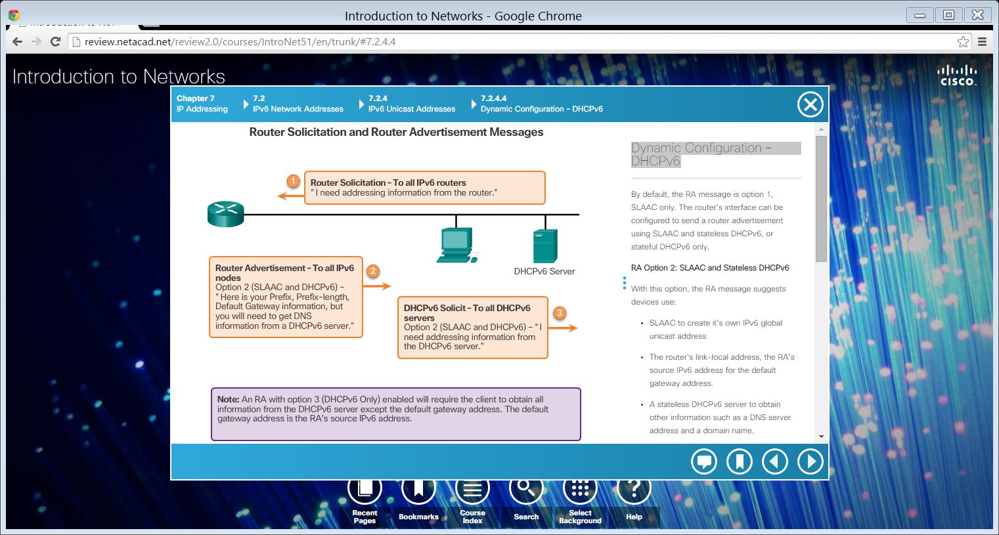 Introduction to Networks - Google Chrome
review.netacad.net/review2.0/courses/IntroNet51/en/trunk/#7.2.4.4
Introduction to Networks
CISCO.
Chapter 7
IP Addressing
7.2
IPv6 Network Addresses
7.2.4
IPv6 Unicast Addresses
7.2.4.4
Dynamic Configuration – DHCPv6
Router Solicitation and Router Advertisement Messages
1
Router Solicitation – To all IPv6 routers
" I need addressing information from the router."
DHCPv6 Server
Router Advertisement – To all IPv6
nodes
Option 2 (SLAAC and DHCPv6) –
" Here is your Prefix, Prefix-length,
Default Gateway information, but
you will need to get DNS
information from a DHCPv6 server."
2
DHCPv6 Solicit – To all DHCPv6
servers
Option 2 (SLAAC and DHCPv6) – " I
need addressing information from
the DHCPv6 server."
3
Note: An RA with option 3 (DHCPv6 Only) enabled will require the client to obtain all
information from the DHCPv6 server except the default gateway address. The default
gateway address is the RA's source IPv6 address.
Dynamic Configuration –
DHCPv6
By default, the RA message is option 1,
SLAAC only. The router's interface can be
configured to send a router advertisement
using SLAAC and stateless DHCPv6, or
stateful DHCPv6 only.
RA Option 2: SLAAC and Stateless DHCPv6
With this option, the RA message suggests
devices use:
• SLAAC to create it's own IPv6 global
unicast address
• The router's link-local address, the RA's
source IPv6 address for the default
gateway address.
• A stateless DHCPv6 server to obtain
other information such as a DNS server
address and a domain name.
Recent
Pages
Bookmarks
Course
Index
Search
Select
Background
?
Help